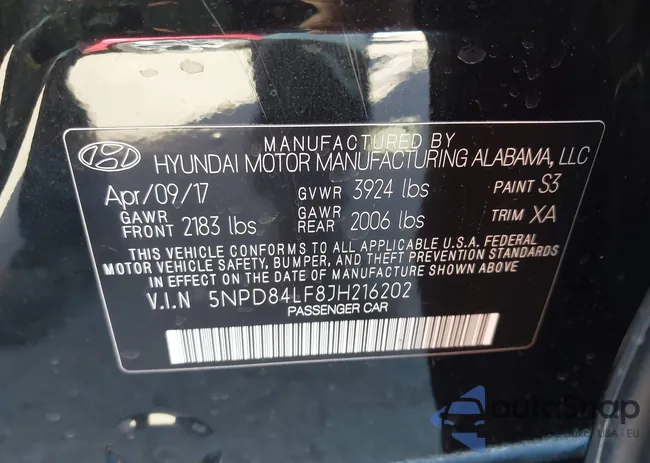 MANUFACTURED BY
HYUNDAI MOTOR MANUFACTURING ALABAMA, LLC
Apr/09/17 GVWR 3924 lbs PAINT S3
GAWR FRONT 2183 lbs GAWR REAR 2006 lbs TRIM XA
THIS VEHICLE CONFORMS TO ALL APPLICABLE U.S.A. FEDERAL
MOTOR VEHICLE SAFETY, BUMPER, AND THEFT PREVENTION STANDARDS
IN EFFECT ON THE DATE OF MANUFACTURE SHOWN ABOVE.
V.I.N 5NPD84LF8JH216202
PASSENGER CAR
autoSnap
USA | EU